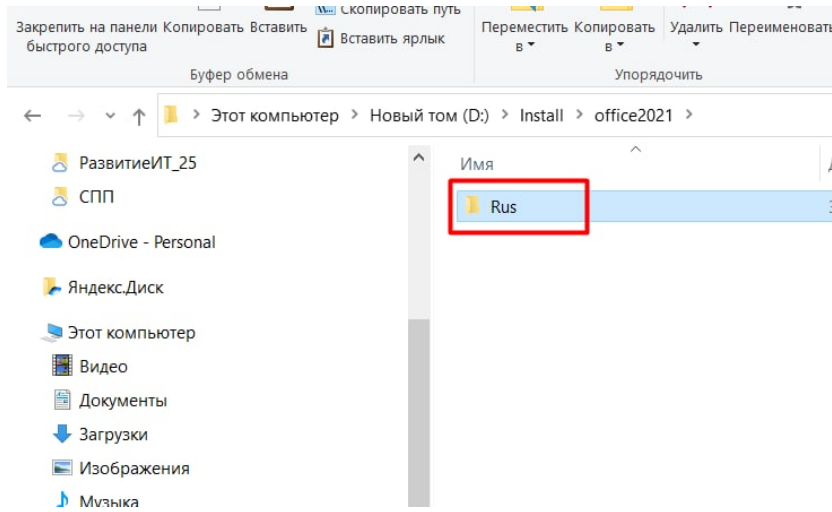 Скопировать путь
Закрепить на панели Копировать Вставить
быстрого доступа
Вставить ярлык
Переместить Копировать Удалить Переименовать
в в
Буфер обмена
Упорядочить
Этот компьютер > Новый том (D:) > Install > office2021 >
РазвитиеИТ_25
Имя
СПП
Rus
OneDrive - Personal
Яндекс.Диск
Этот компьютер
Видео
Документы
Загрузки
Изображения
Музыка